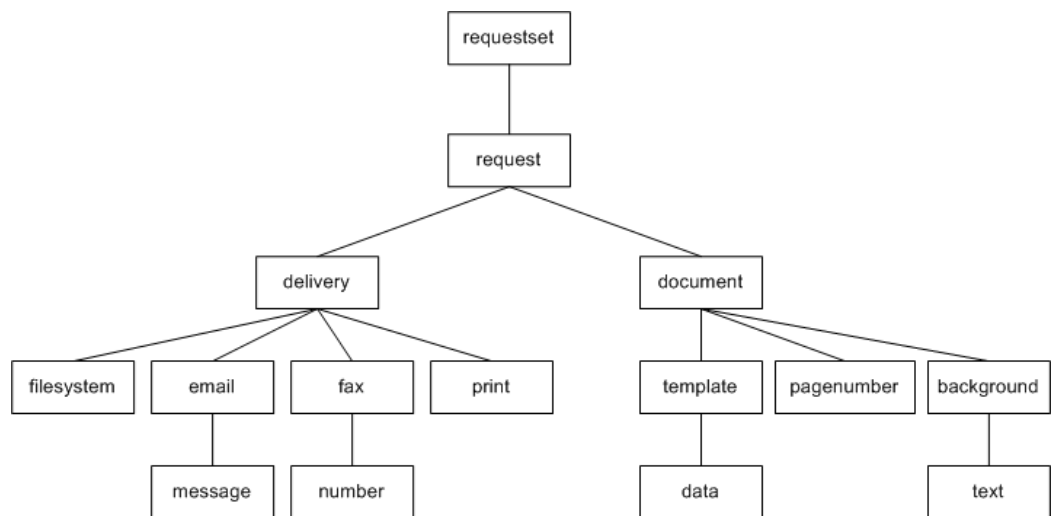 requestset
request
delivery
document
filesystem
email
fax
print
template
pagenumber
background
message
number
data
text